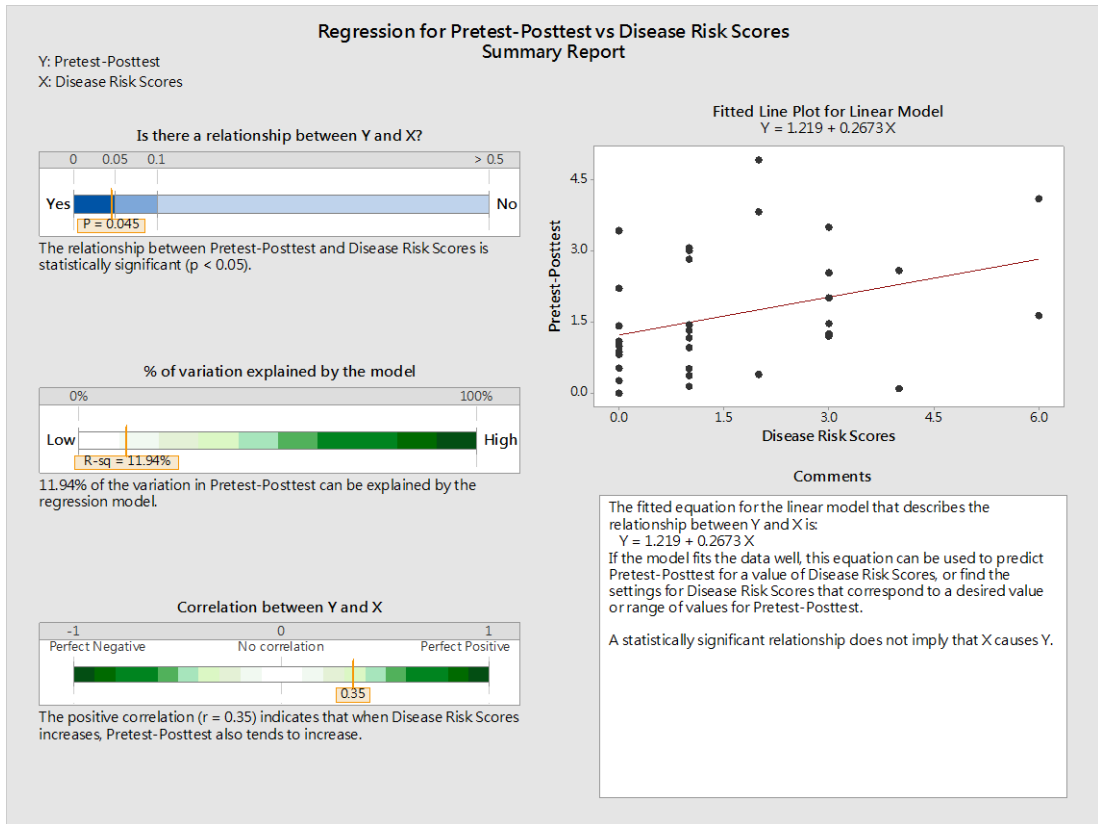 Regression for Pretest-Posttest vs Disease Risk Scores
Summary Report
Y: Pretest-Posttest
X: Disease Risk Scores
Is there a relationship between Y and X?
0 0.05 0.1 > 0.5
Yes No
P = 0.045
The relationship between Pretest-Posttest and Disease Risk Scores is
statistically significant (p < 0.05).
% of variation explained by the model
0% 100%
Low High
R-sq = 11.94%
11.94% of the variation in Pretest-Posttest can be explained by the
regression model.
Correlation between Y and X
-1 0 1
Perfect Negative No correlation Perfect Positive
0.35
The positive correlation (r = 0.35) indicates that when Disease Risk Scores
increases, Pretest-Posttest also tends to increase.
Fitted Line Plot for Linear Model
Y = 1.219 + 0.2673 X
4.5
3.0
1.5
0.0
Pretest-Posttest
0.0 1.5 3.0 4.5 6.0
Disease Risk Scores
Comments
The fitted equation for the linear model that describes the
relationship between Y and X is:
Y = 1.219 + 0.2673 X
If the model fits the data well, this equation can be used to predict
Pretest-Posttest for a value of Disease Risk Scores, or find the
settings for Disease Risk Scores that correspond to a desired value
or range of values for Pretest-Posttest.
A statistically significant relationship does not imply that X causes Y.